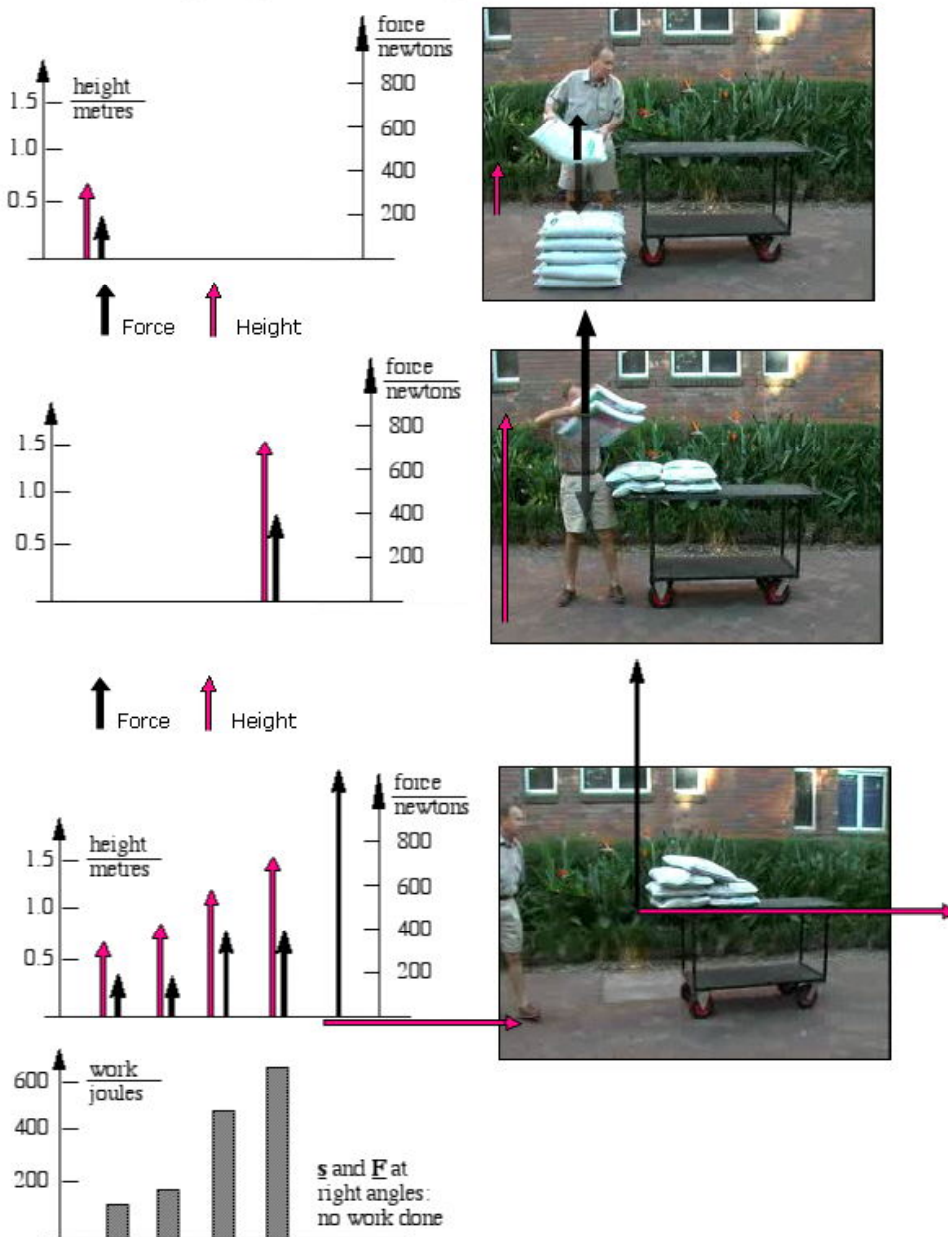 height
metres
1.5
1.0
0.5
force
newtons
800
600
400
200
Force Height
1.5
1.0
0.5
force
newtons
800
600
400
200
Force Height
height
metres
1.5
1.0
0.5
force
newtons
800
600
400
200
work
joules
600
400
200
s and F at
right angles:
no work done